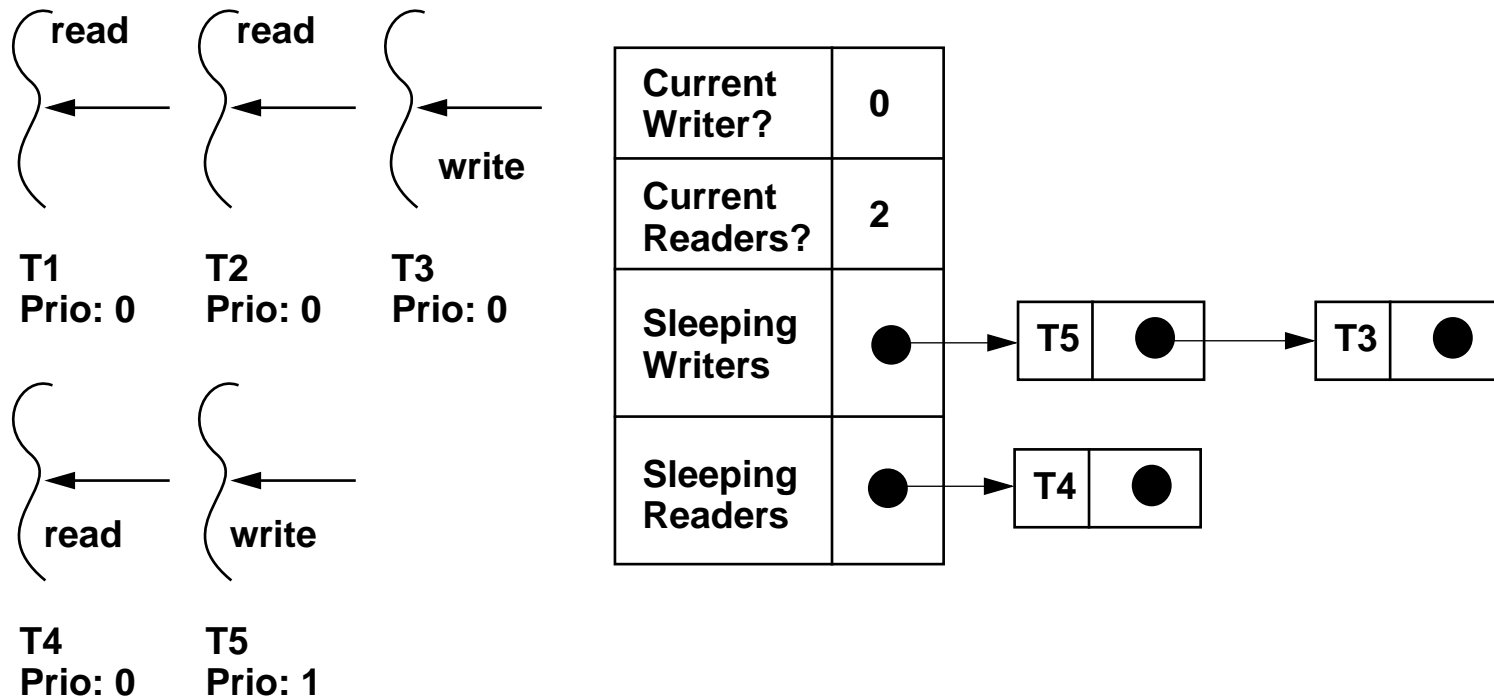 read
read
write
T1
Prio: 0
T2
Prio: 0
T3
Prio: 0
read
write
T4
Prio: 0
T5
Prio: 1
Current
Writer?
0
Current
Readers?
2
Sleeping
Writers
T5
T3
Sleeping
Readers
T4